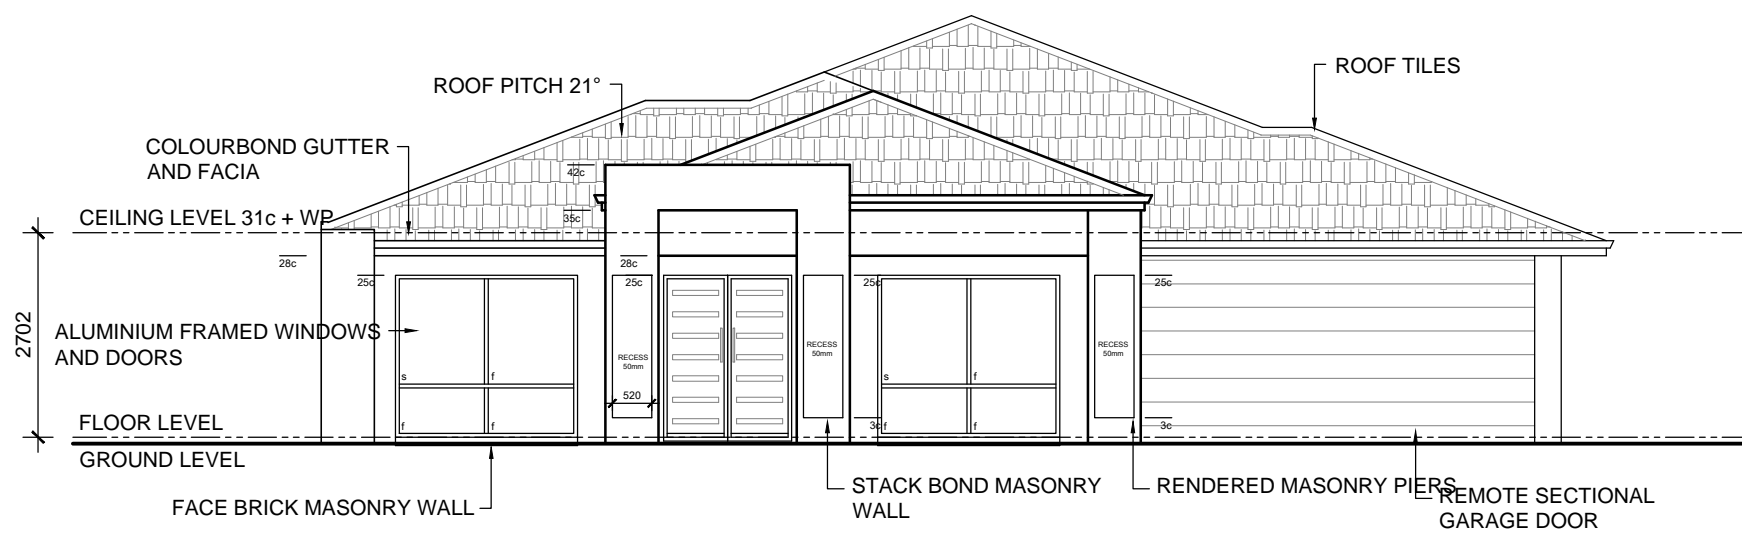 ROOF TILES
ROOF PITCH 21°
COLOURBOND GUTTER
AND FACIA
42c
CEILING LEVEL 31c + WP
35c
28c
28c
25c
25c
25c
25c
2702
ALUMINIUM FRAMED WINDOWS
AND DOORS
RECESS
50mm
RECESS
50mm
RECESS
50mm
s
f
s
f
520
f
f
f
f
3c
3c
FLOOR LEVEL
GROUND LEVEL
FACE BRICK MASONRY WALL
STACK BOND MASONRY
WALL
RENDERED MASONRY PIERS
REMOTE SECTIONAL
GARAGE DOOR